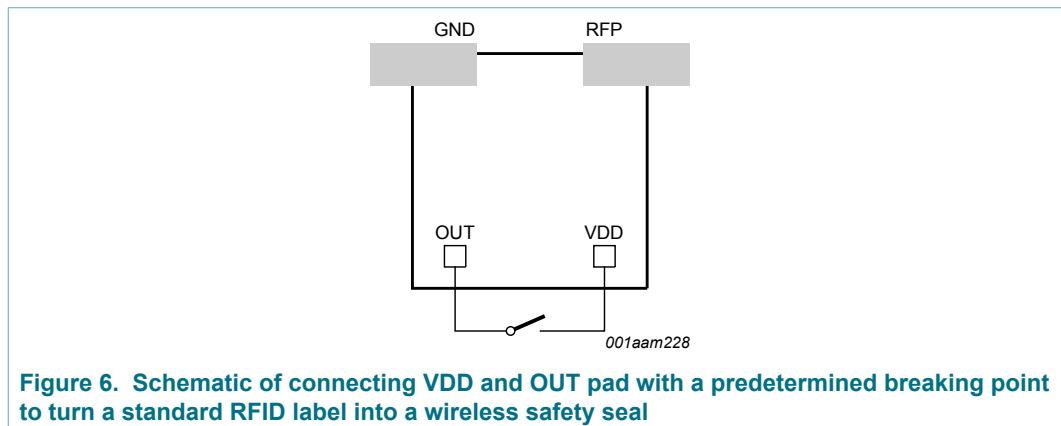 GND RFP
OUT VDD
001aam228
Figure 6. Schematic of connecting VDD and OUT pad with a predetermined breaking point
to turn a standard RFID label into a wireless safety seal